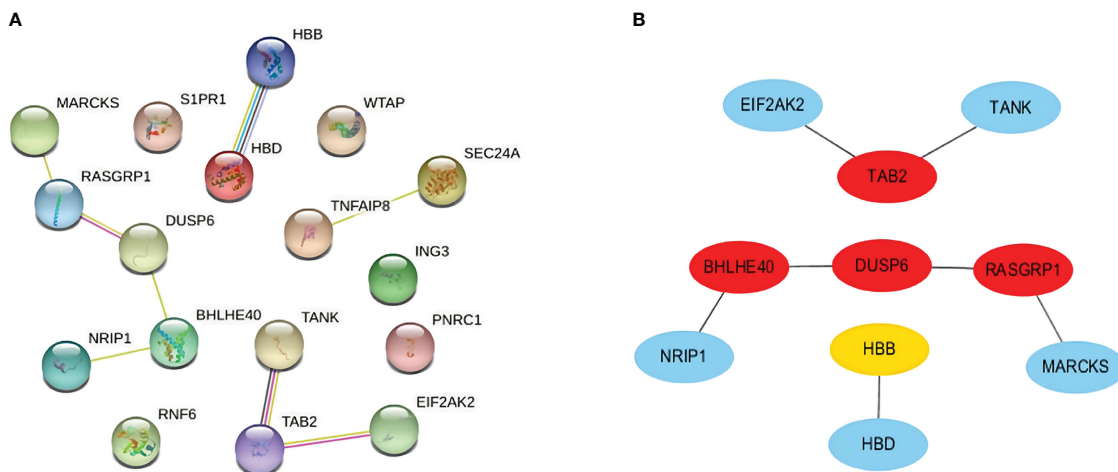 A
HBB
MARCKS
S1PR1
WTAP
HBD
SEC24A
RASGRP1
TNFAIP8
DUSP6
ING3
BHLHE40
TANK
PNRC1
NRIP1
EIF2AK2
RNF6
TAB2
B
EIF2AK2
TANK
TAB2
BHLHE40
DUSP6
RASGRP1
NRIP1
HBB
MARCKS
HBD